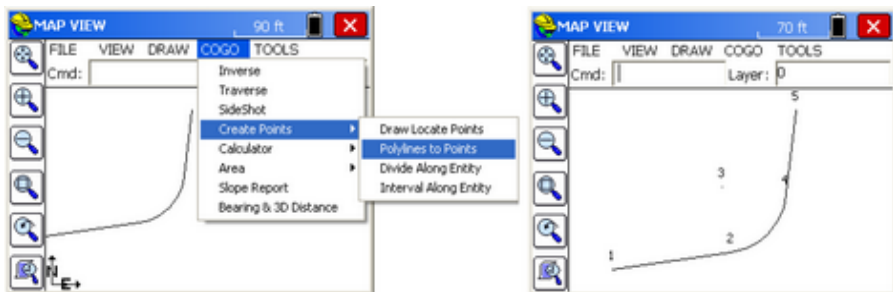 MAP VIEW 90 ft
FILE VIEW DRAW COGO TOOLS
Cmd:
Inverse
Traverse
SideShot
Create Points
Calculator
Area
Slope Report
Bearing & 3D Distance
Draw Locate Points
Polylines to Points
Divide Along Entity
Interval Along Entity
N
E
MAP VIEW 70 ft
FILE VIEW DRAW COGO TOOLS
Cmd: Layer: 0
5
3
4
2
1